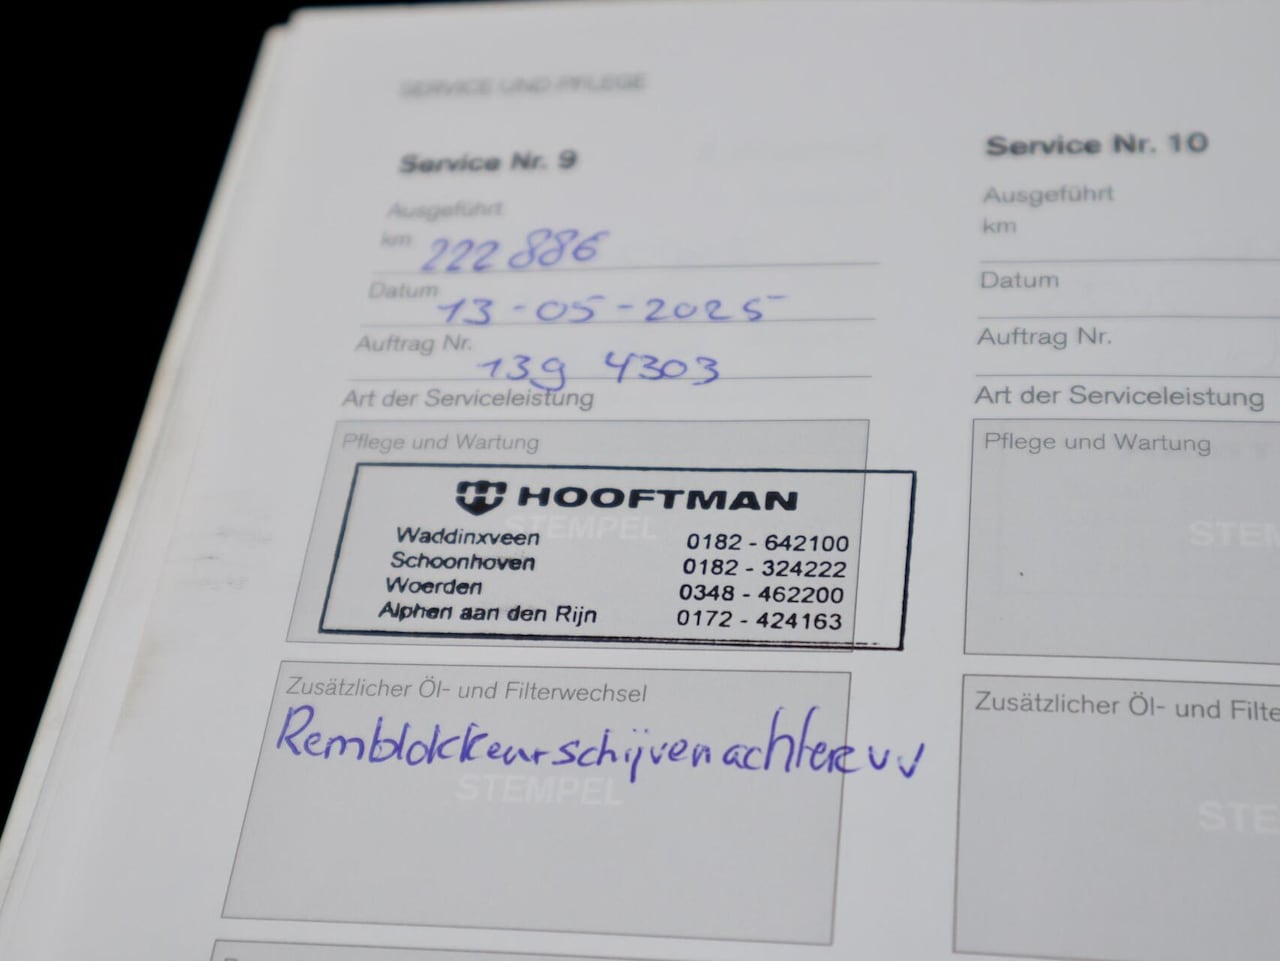 SERVICE UND PFLEGE
Service Nr. 9
Ausgeführt
km 222 886
Datum 13-05-2025
Auftrag Nr. 139 4303
Art der Serviceleistung
Pflege und Wartung
STEMPEL
HOOFTMAN
Waddinxveen 0182 - 642100
Schoonhoven 0182 - 324222
Woerden 0348 - 462200
Alphen aan den Rijn 0172 - 424163
Zusätzlicher Öl- und Filterwechsel
Remblokken schijven achter vv
STEMPEL
Service Nr. 10
Ausgeführt
km
Datum
Auftrag Nr.
Art der Serviceleistung
Pflege und Wartung
STEM
Zusätzlicher Öl- und Filte
STE